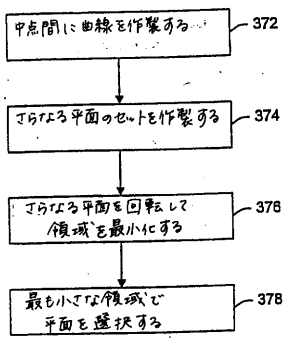 中点間に曲線を作製する
372
さらなる平面のセットを作製する
374
さらなる平面を回転して
領域を最小化する
376
最も小さな領域で
平面を選択する
378